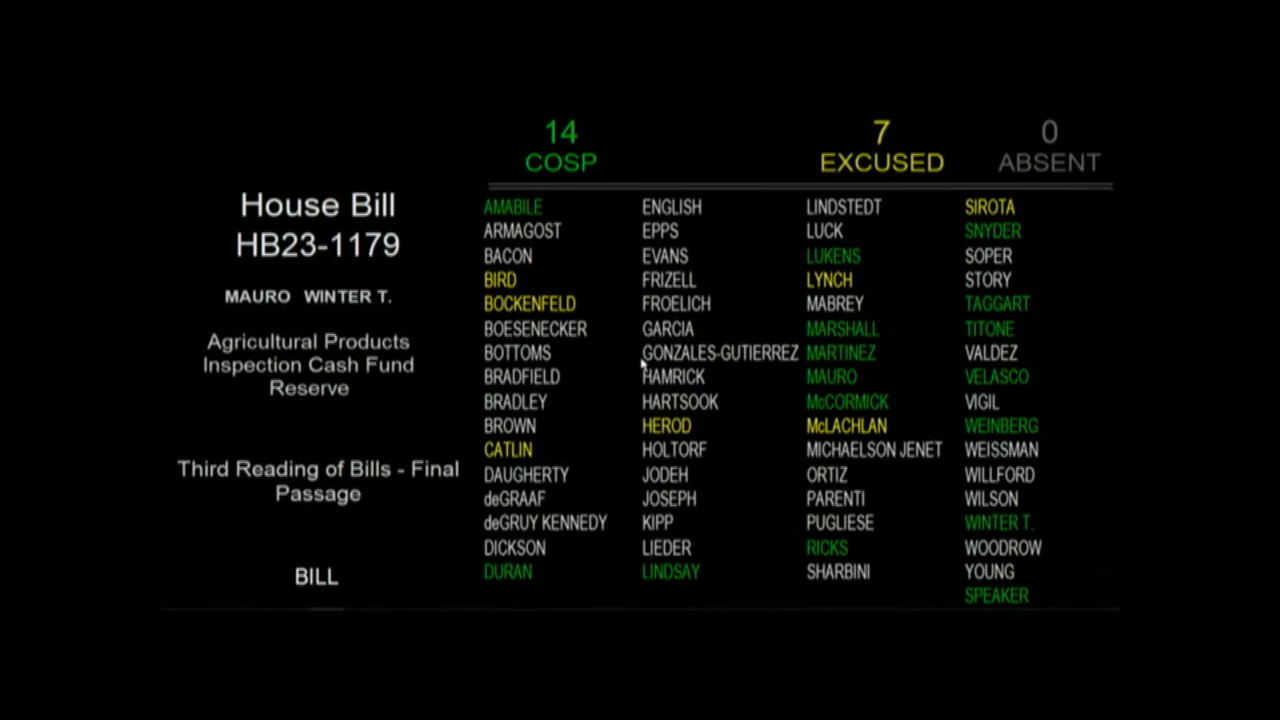 14 7 0
COSP EXCUSED ABSENT
House Bill
HB23-1179
MAURO WINTER T.
Agricultural Products
Inspection Cash Fund
Reserve
Third Reading of Bills - Final
Passage
BILL
AMABILE ENGLISH LINDSTEDT SIROTA
ARMAGOST EPPS LUCK SNYDER
BACON EVANS LUKENS SOPER
BIRD FRIZELL LYNCH STORY
BOCKENFELD FROELICH MABREY TAGGART
BOESENECKER GARCIA MARSHALL TITONE
BOTTOMS GONZALES-GUTIERREZ MARTINEZ VALDEZ
BRADFIELD HAMRICK MAURO VELASCO
BRADLEY HARTSOOK McCORMICK VIGIL
BROWN HEROD McLACHLAN WEINBERG
CATLIN HOLTORF MICHAELSON JENET WEISSMAN
DAUGHERTY JODEH ORTIZ WILLFORD
deGRAAF JOSEPH PARENTI WILSON
deGRUY KENNEDY KIPP PUGLIESE WINTER T.
DICKSON LIEDER RICKS WOODROW
DURAN LINDSAY SHARBINI YOUNG
SPEAKER